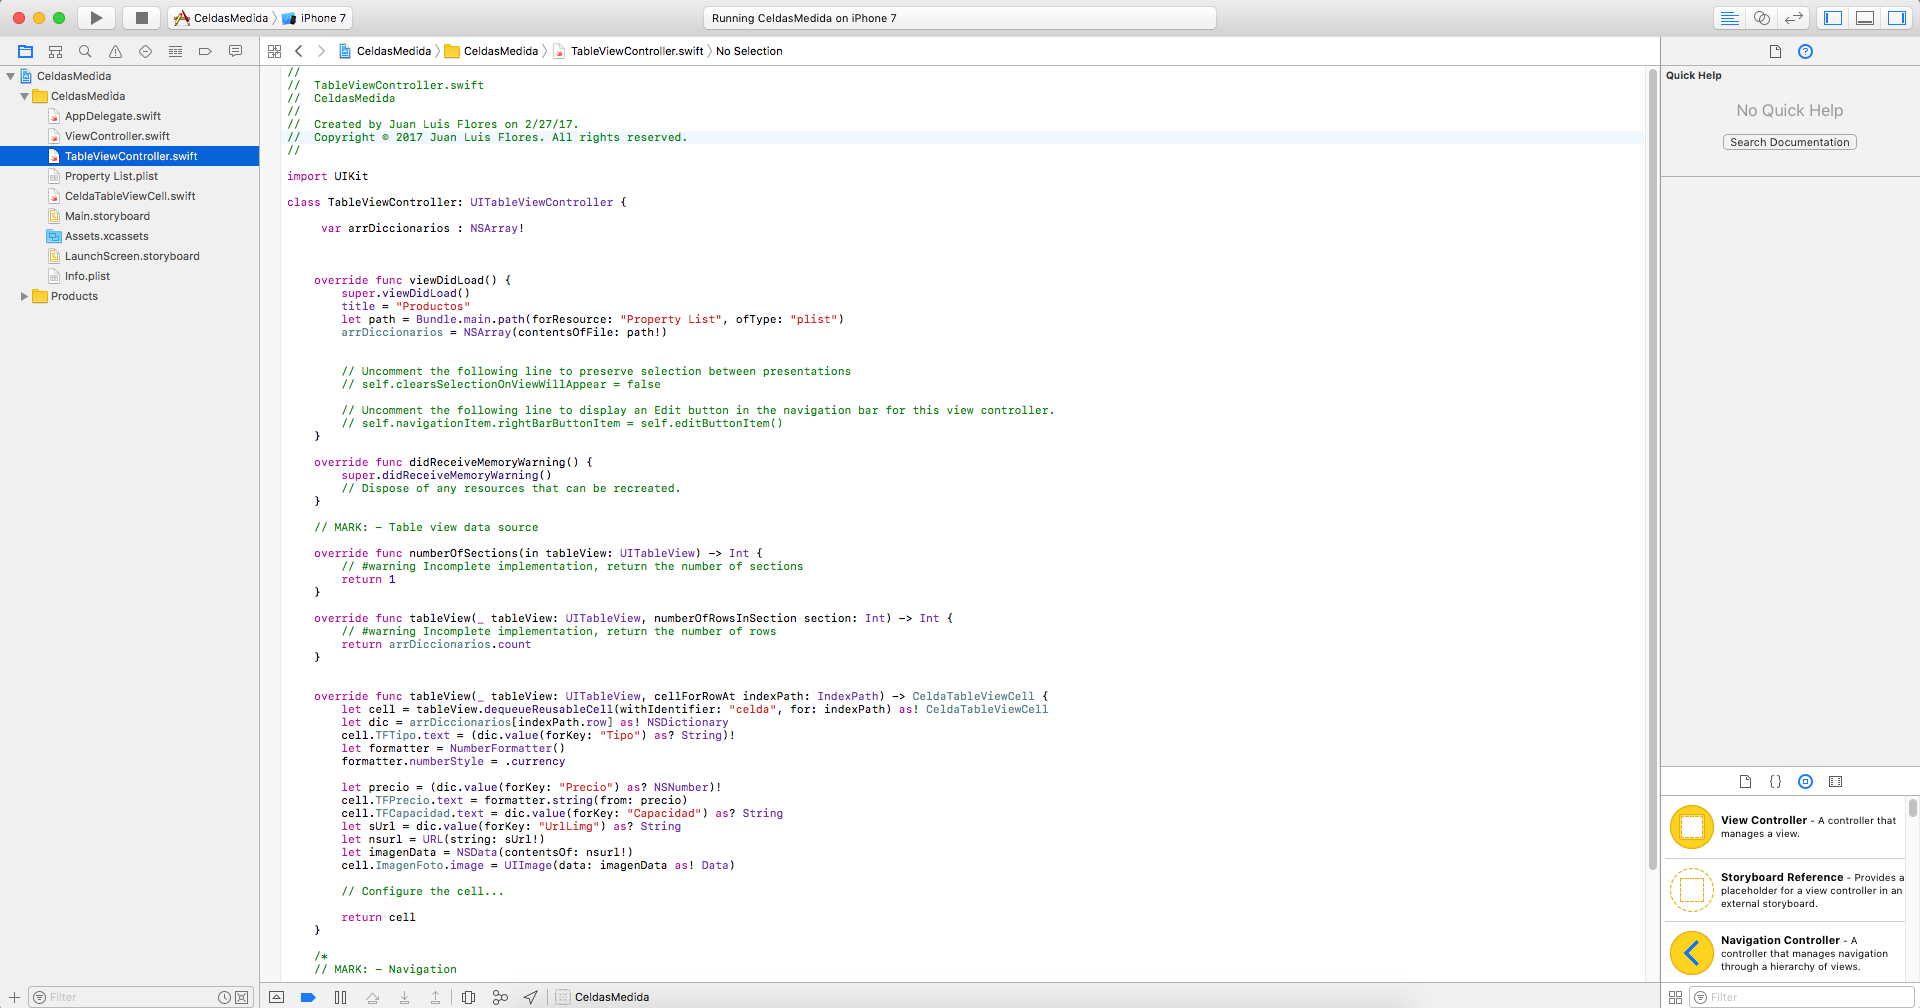 CeldasMedida
iPhone 7
Running CeldasMedida on iPhone 7
CeldasMedida
CeldasMedida
TableViewController.swift
No Selection
CeldasMedida
CeldasMedida
AppDelegate.swift
ViewController.swift
TableViewController.swift
Property List.plist
CeldaTableViewCell.swift
Main.storyboard
Assets.xcassets
LaunchScreen.storyboard
Info.plist
Products
Filter
//
//  TableViewController.swift
//  CeldasMedida
//
//  Created by Juan Luis Flores on 2/27/17.
//  Copyright © 2017 Juan Luis Flores. All rights reserved.
//
import UIKit
class TableViewController: UITableViewController {
var arrDiccionarios : NSArray!
override func viewDidLoad() {
super.viewDidLoad()
title = "Productos"
let path = Bundle.main.path(forResource: "Property List", ofType: "plist")
arrDiccionarios = NSArray(contentsOfFile: path!)
// Uncomment the following line to preserve selection between presentations
// self.clearsSelectionOnViewWillAppear = false
// Uncomment the following line to display an Edit button in the navigation bar for this view controller.
// self.navigationItem.rightBarButtonItem = self.editButtonItem()
}
override func didReceiveMemoryWarning() {
super.didReceiveMemoryWarning()
// Dispose of any resources that can be recreated.
}
// MARK: - Table view data source
override func numberOfSections(in tableView: UITableView) -> Int {
// #warning Incomplete implementation, return the number of sections
return 1
}
override func tableView(_ tableView: UITableView, numberOfRowsInSection section: Int) -> Int {
// #warning Incomplete implementation, return the number of rows
return arrDiccionarios.count
}
override func tableView(_ tableView: UITableView, cellForRowAt indexPath: IndexPath) -> CeldaTableViewCell {
let cell = tableView.dequeueReusableCell(withIdentifier: "celda", for: indexPath) as! CeldaTableViewCell
let dic = arrDiccionarios[indexPath.row] as! NSDictionary
cell.TFTipo.text = (dic.value(forKey: "Tipo") as? String)!
let formatter = NumberFormatter()
formatter.numberStyle = .currency
let precio = (dic.value(forKey: "Precio") as? NSNumber)!
cell.TFPrecio.text = formatter.string(from: precio)
cell.TFCapacidad.text = dic.value(forKey: "Capacidad") as? String
let sUrl = dic.value(forKey: "UrlLimg") as? String
let nsurl = URL(string: sUrl!)
let imagenData = NSData(contentsOf: nsurl!)
cell.ImagenFoto.image = UIImage(data: imagenData as! Data)
// Configure the cell...
return cell
}
/*
// MARK: - Navigation
CeldasMedida
Quick Help
No Quick Help
Search Documentation
{}
View Controller - A controller that
manages a view.
Storyboard Reference - Provides a
placeholder for a view controller in an
external storyboard.
Navigation Controller - A
controller that manages navigation
through a hierarchy of views.
Filter